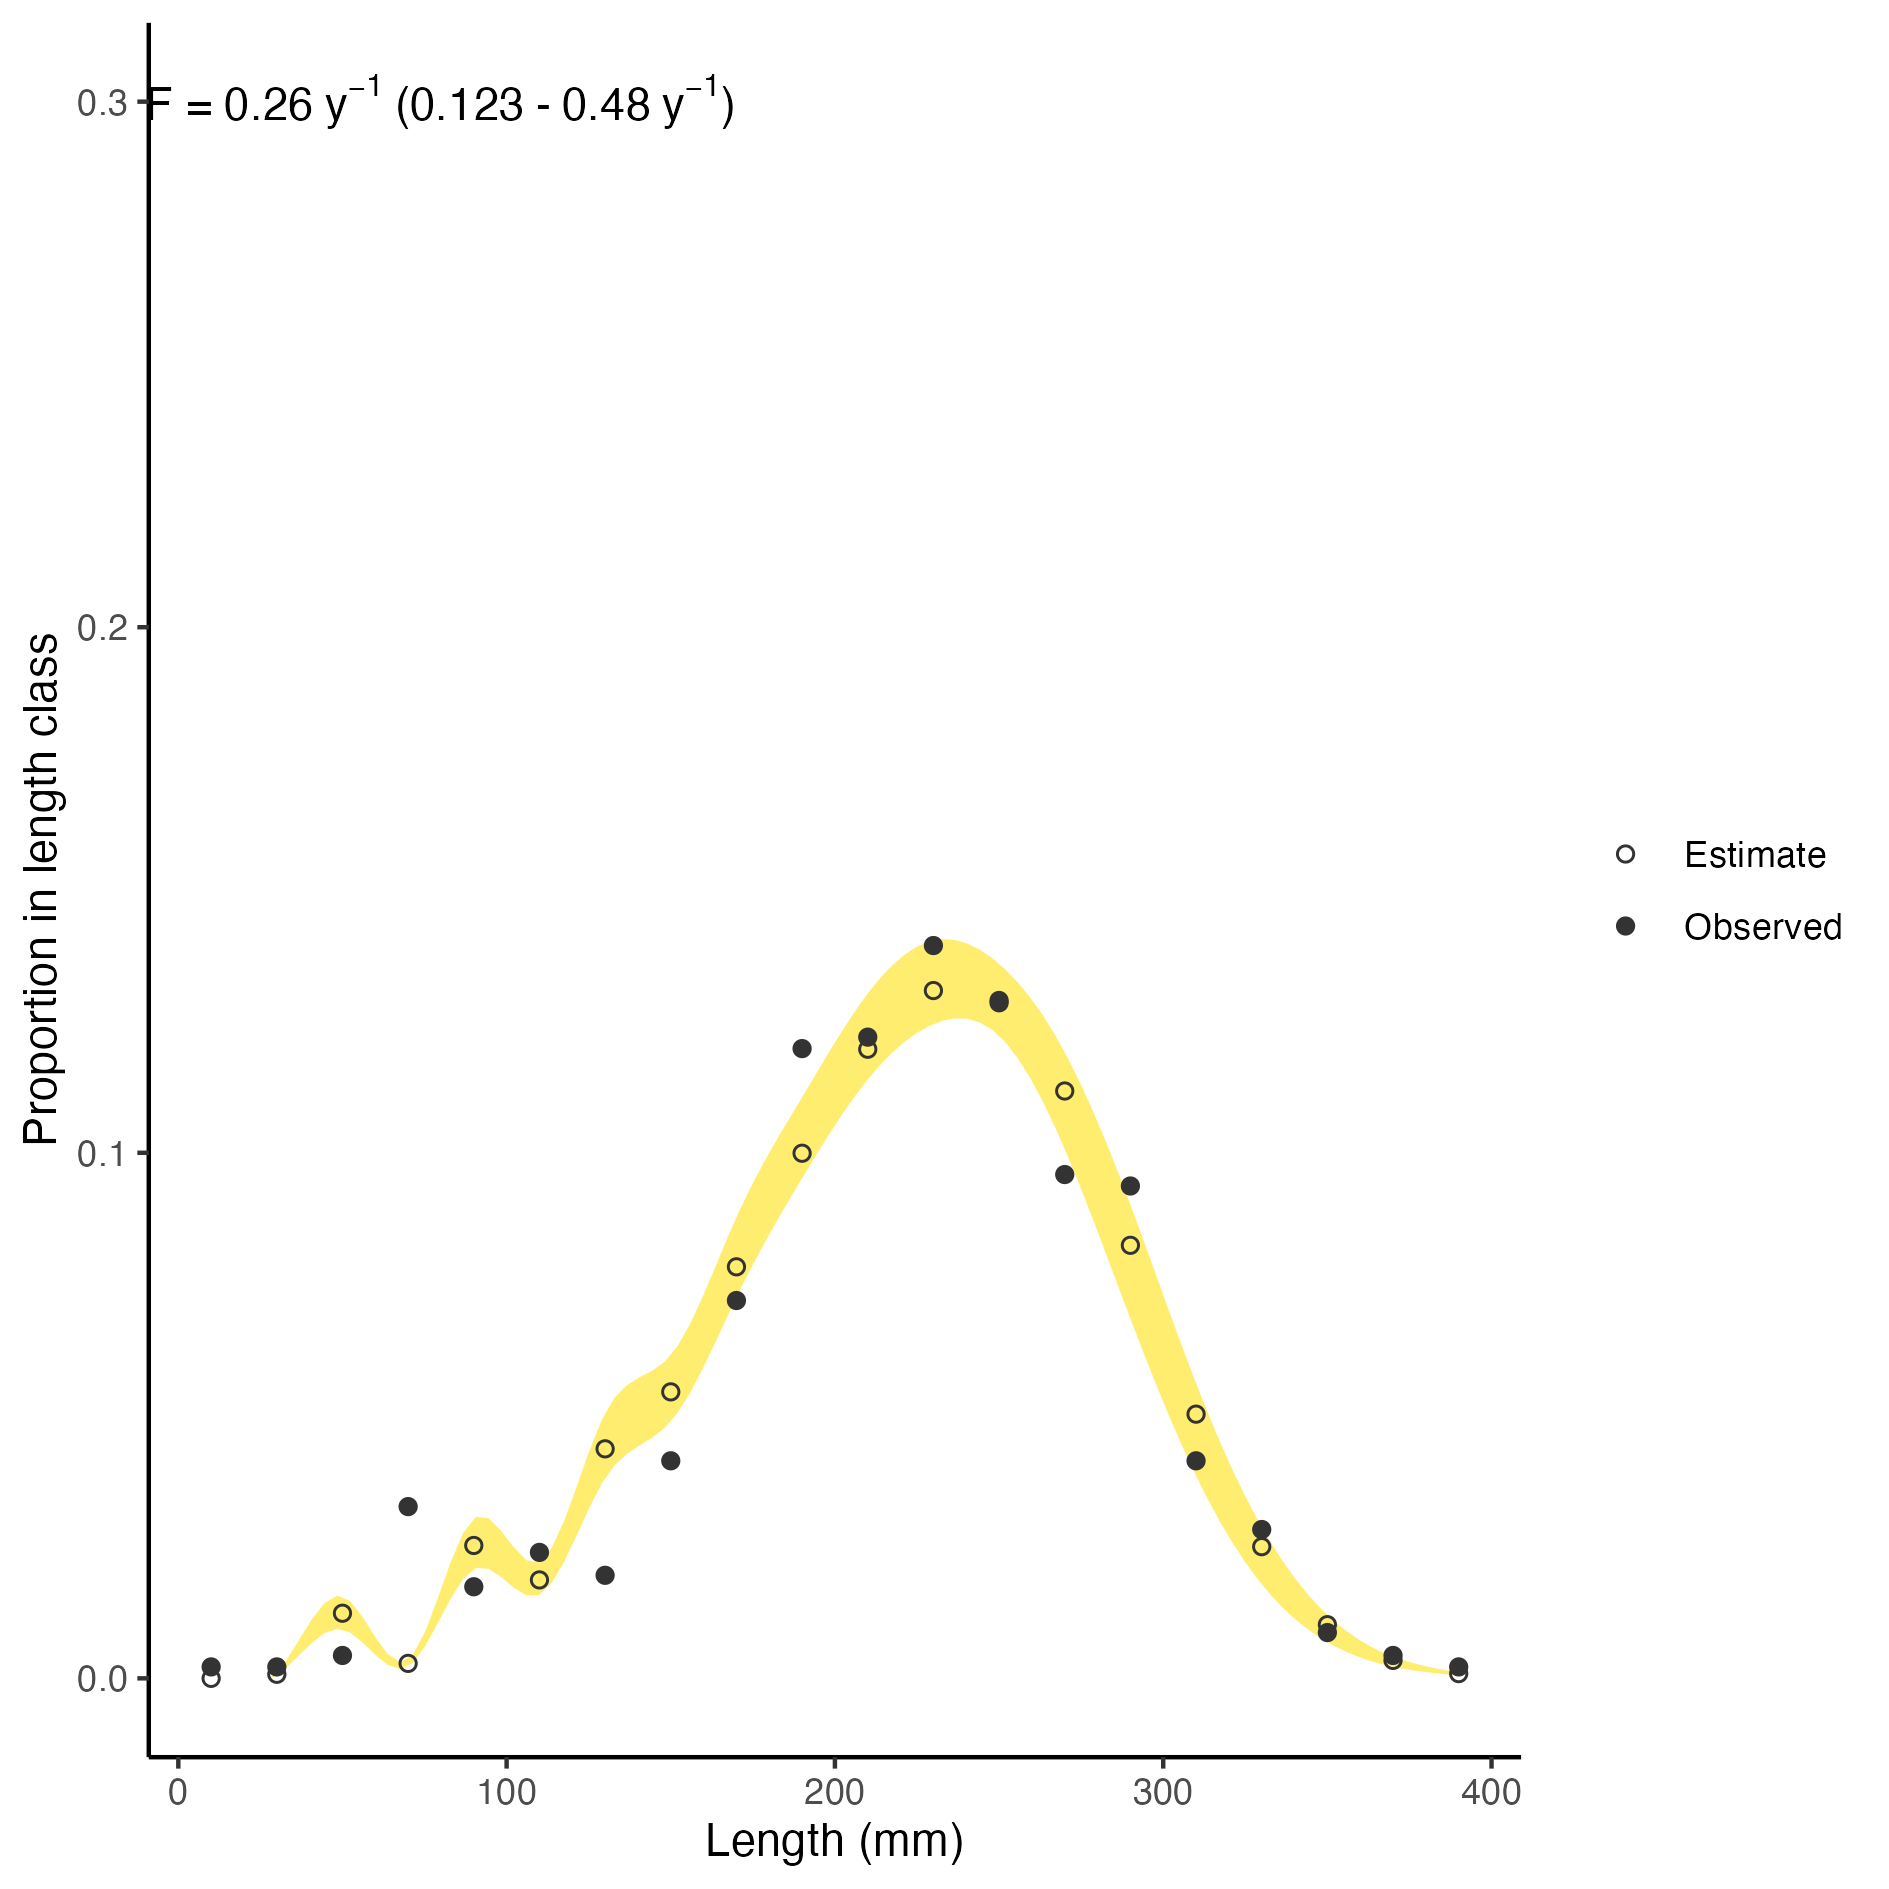 F = 0.26 y⁻¹ (0.123 - 0.48 y⁻¹)
0.3
0.2
0.1
0.0
Proportion in length class
0 100 200 300 400
Length (mm)
Estimate
Observed